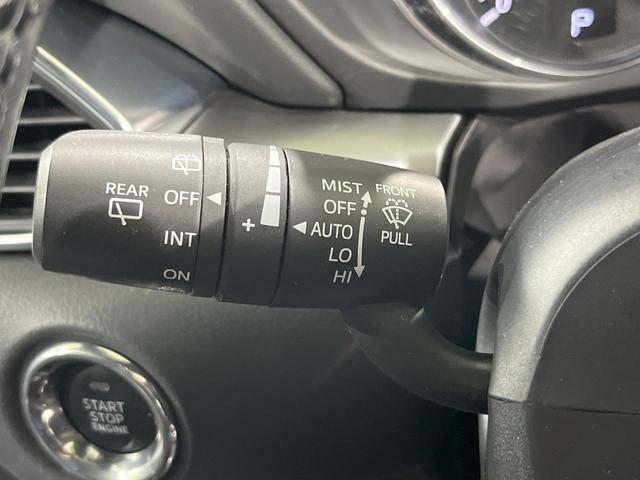 P
REAR
OFF
INT
ON
+
MIST
OFF
AUTO
LO
HI
FRONT
PULL
START
STOP
ENGINE